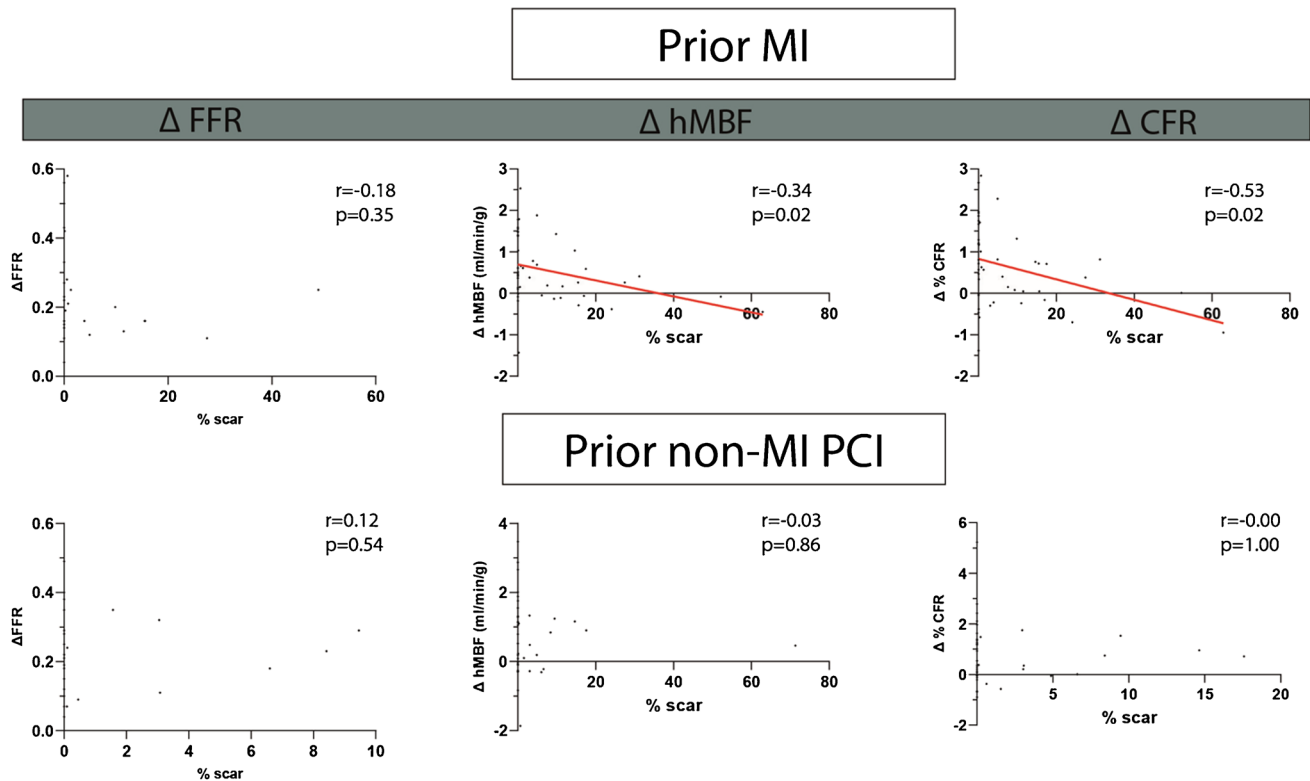 Prior MI
Δ FFR Δ hMBF Δ CFR
0.6
0.4
0.2
0.0
ΔFFR
r=-0.18
p=0.35
0 20 40 60
% scar
3
2
1
0
-1
-2
Δ hMBF (ml/min/g)
r=-0.34
p=0.02
20 40 60 80
% scar
3
2
1
0
-1
-2
Δ % CFR
r=-0.53
p=0.02
20 40 60 80
% scar
Prior non-MI PCI
0.6
0.4
0.2
0.0
ΔFFR
r=0.12
p=0.54
0 2 4 6 8 10
% scar
4
2
0
-2
Δ hMBF (ml/min/g)
r=-0.03
p=0.86
20 40 60 80
% scar
6
4
2
0
-2
Δ % CFR
r=-0.00
p=1.00
5 10 15 20
% scar